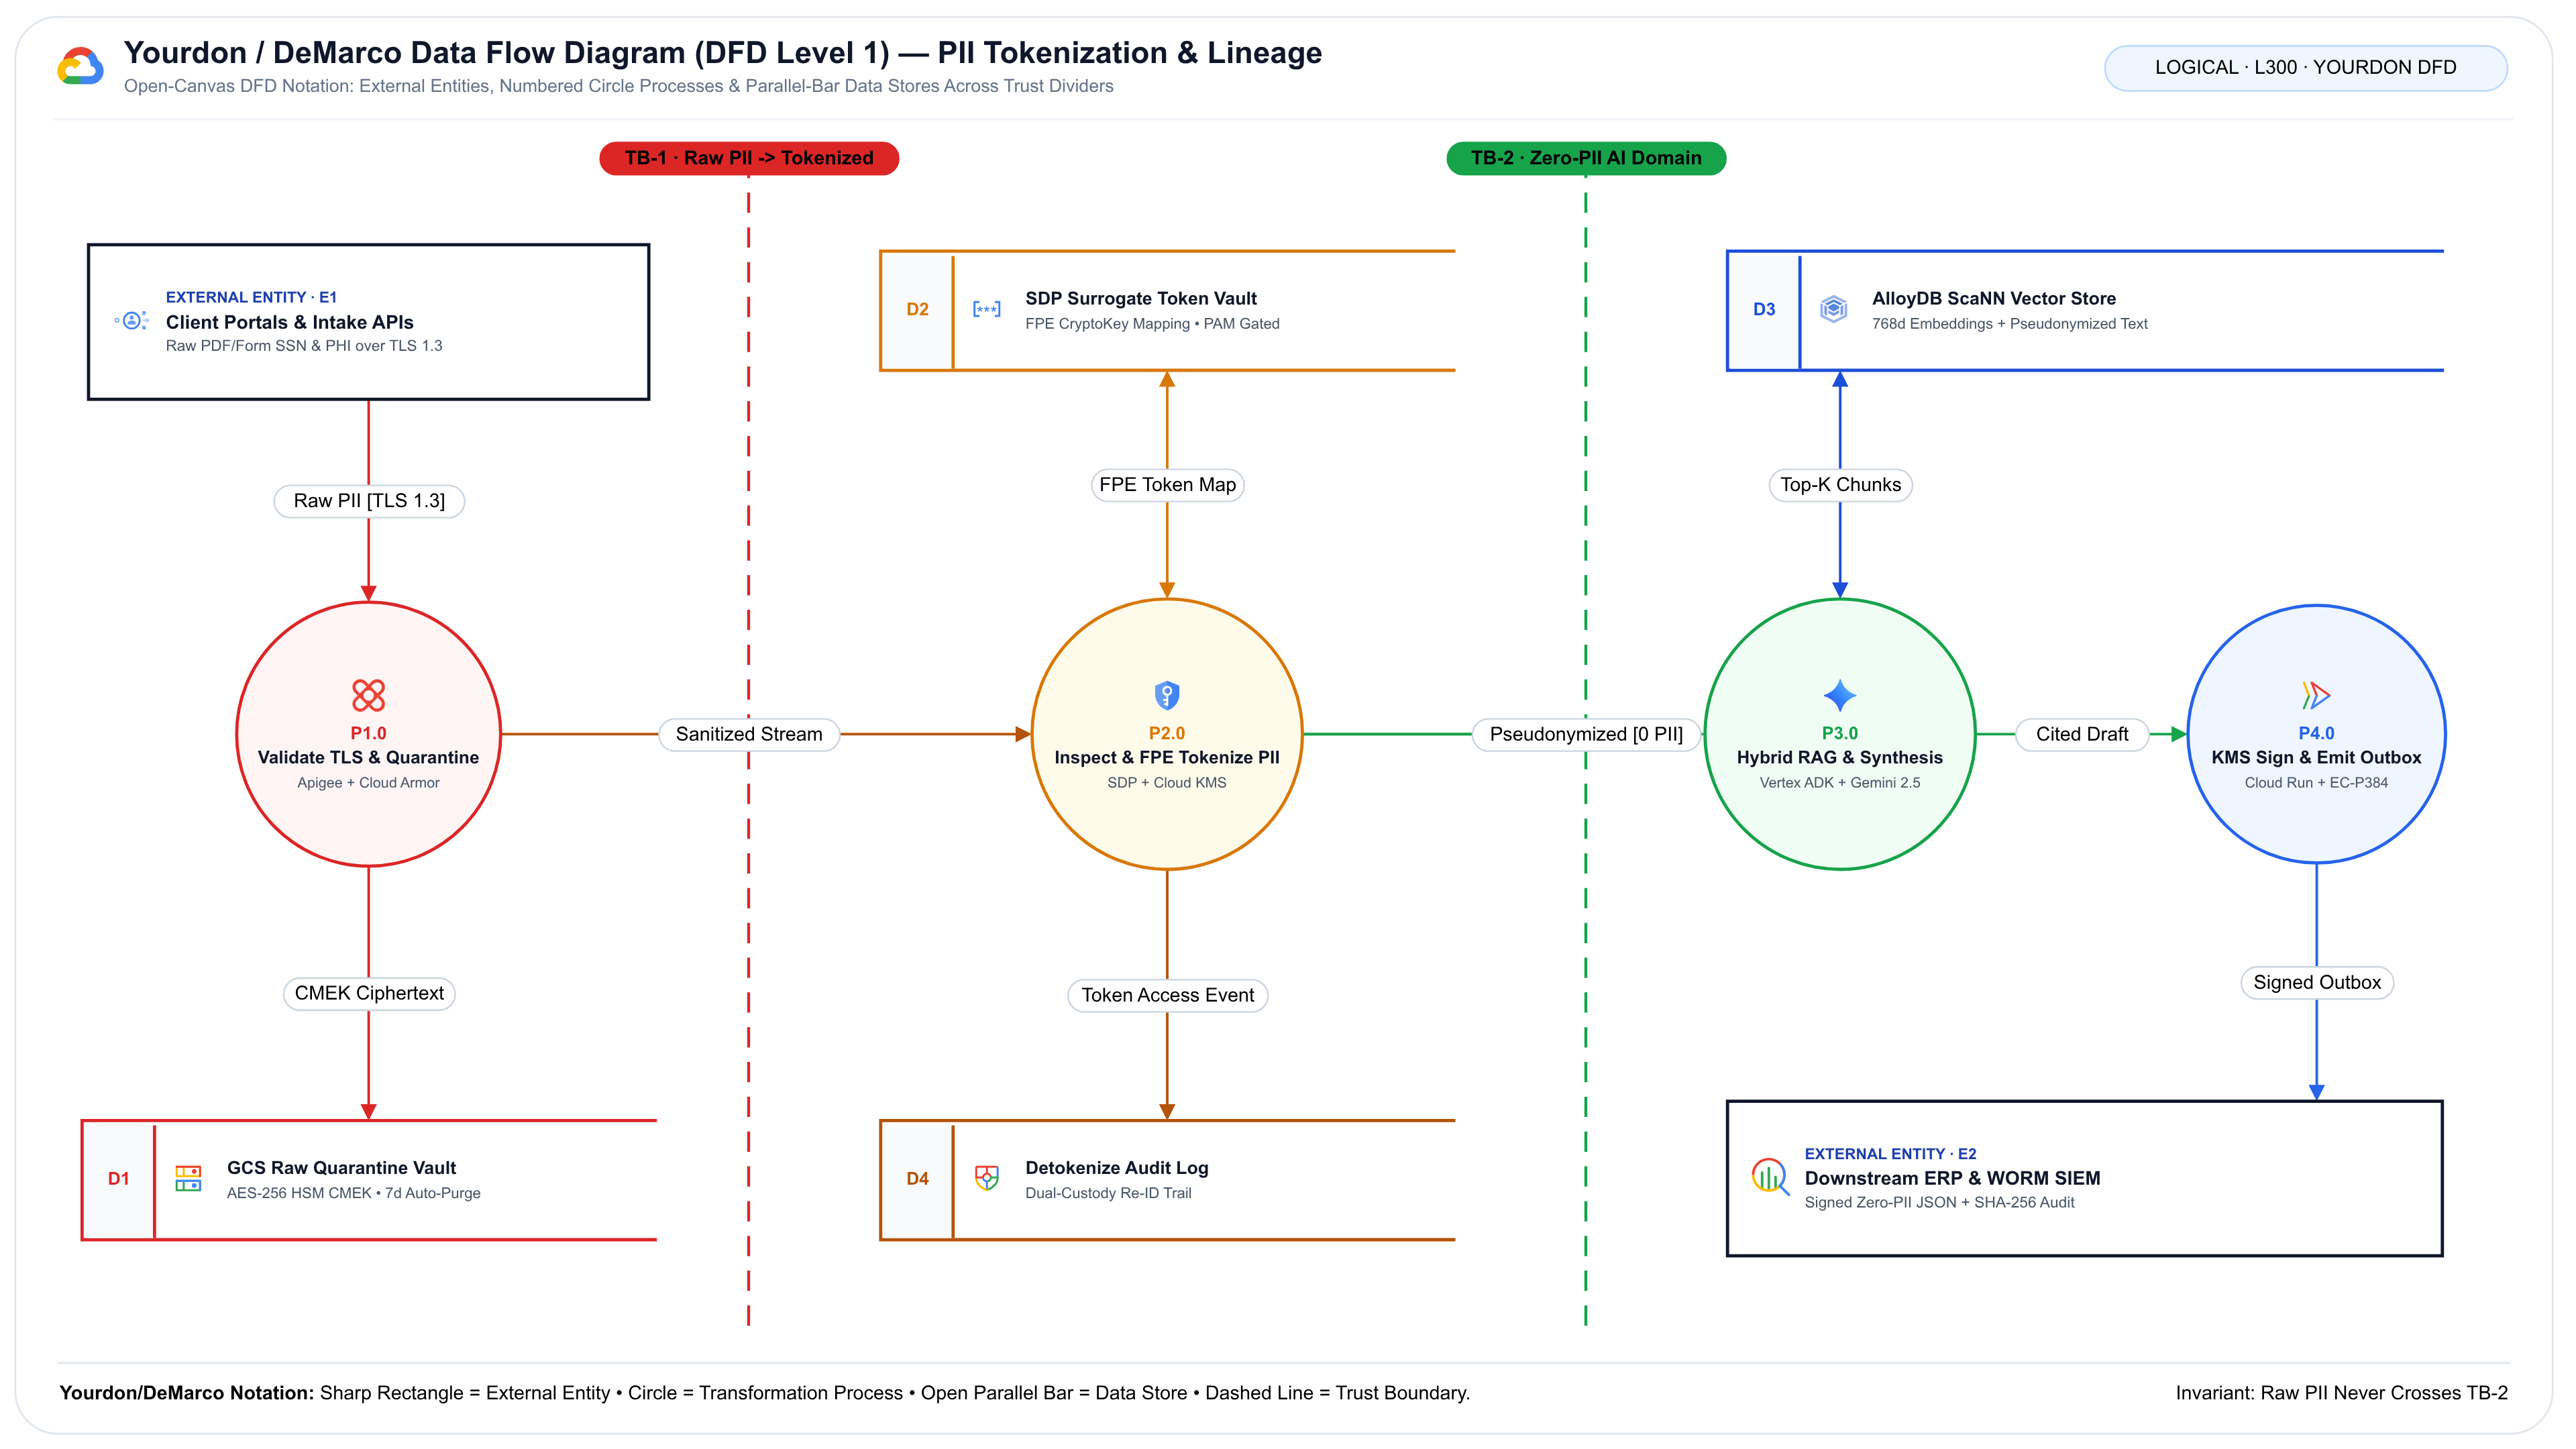 Yourdon / DeMarco Data Flow Diagram (DFD Level 1) — PII Tokenization & Lineage
Open-Canvas DFD Notation: External Entities, Numbered Circle Processes & Parallel-Bar Data Stores Across Trust Dividers
LOGICAL · L300 · YOURDON DFD
TB-1 · Raw PII -> Tokenized
TB-2 · Zero-PII AI Domain
EXTERNAL ENTITY · E1
Client Portals & Intake APIs
Raw PDF/Form SSN & PHI over TLS 1.3
D2
[***]
SDP Surrogate Token Vault
FPE CryptoKey Mapping • PAM Gated
D3
AlloyDB ScaNN Vector Store
768d Embeddings + Pseudonymized Text
Raw PII [TLS 1.3]
FPE Token Map
Top-K Chunks
P1.0
Validate TLS & Quarantine
Apigee + Cloud Armor
Sanitized Stream
P2.0
Inspect & FPE Tokenize PII
SDP + Cloud KMS
Pseudonymized [0 PII]
P3.0
Hybrid RAG & Synthesis
Vertex ADK + Gemini 2.5
Cited Draft
P4.0
KMS Sign & Emit Outbox
Cloud Run + EC-P384
CMEK Ciphertext
Token Access Event
Signed Outbox
D1
GCS Raw Quarantine Vault
AES-256 HSM CMEK • 7d Auto-Purge
D4
Detokenize Audit Log
Dual-Custody Re-ID Trail
EXTERNAL ENTITY · E2
Downstream ERP & WORM SIEM
Signed Zero-PII JSON + SHA-256 Audit
Yourdon/DeMarco Notation: Sharp Rectangle = External Entity • Circle = Transformation Process • Open Parallel Bar = Data Store • Dashed Line = Trust Boundary.
Invariant: Raw PII Never Crosses TB-2